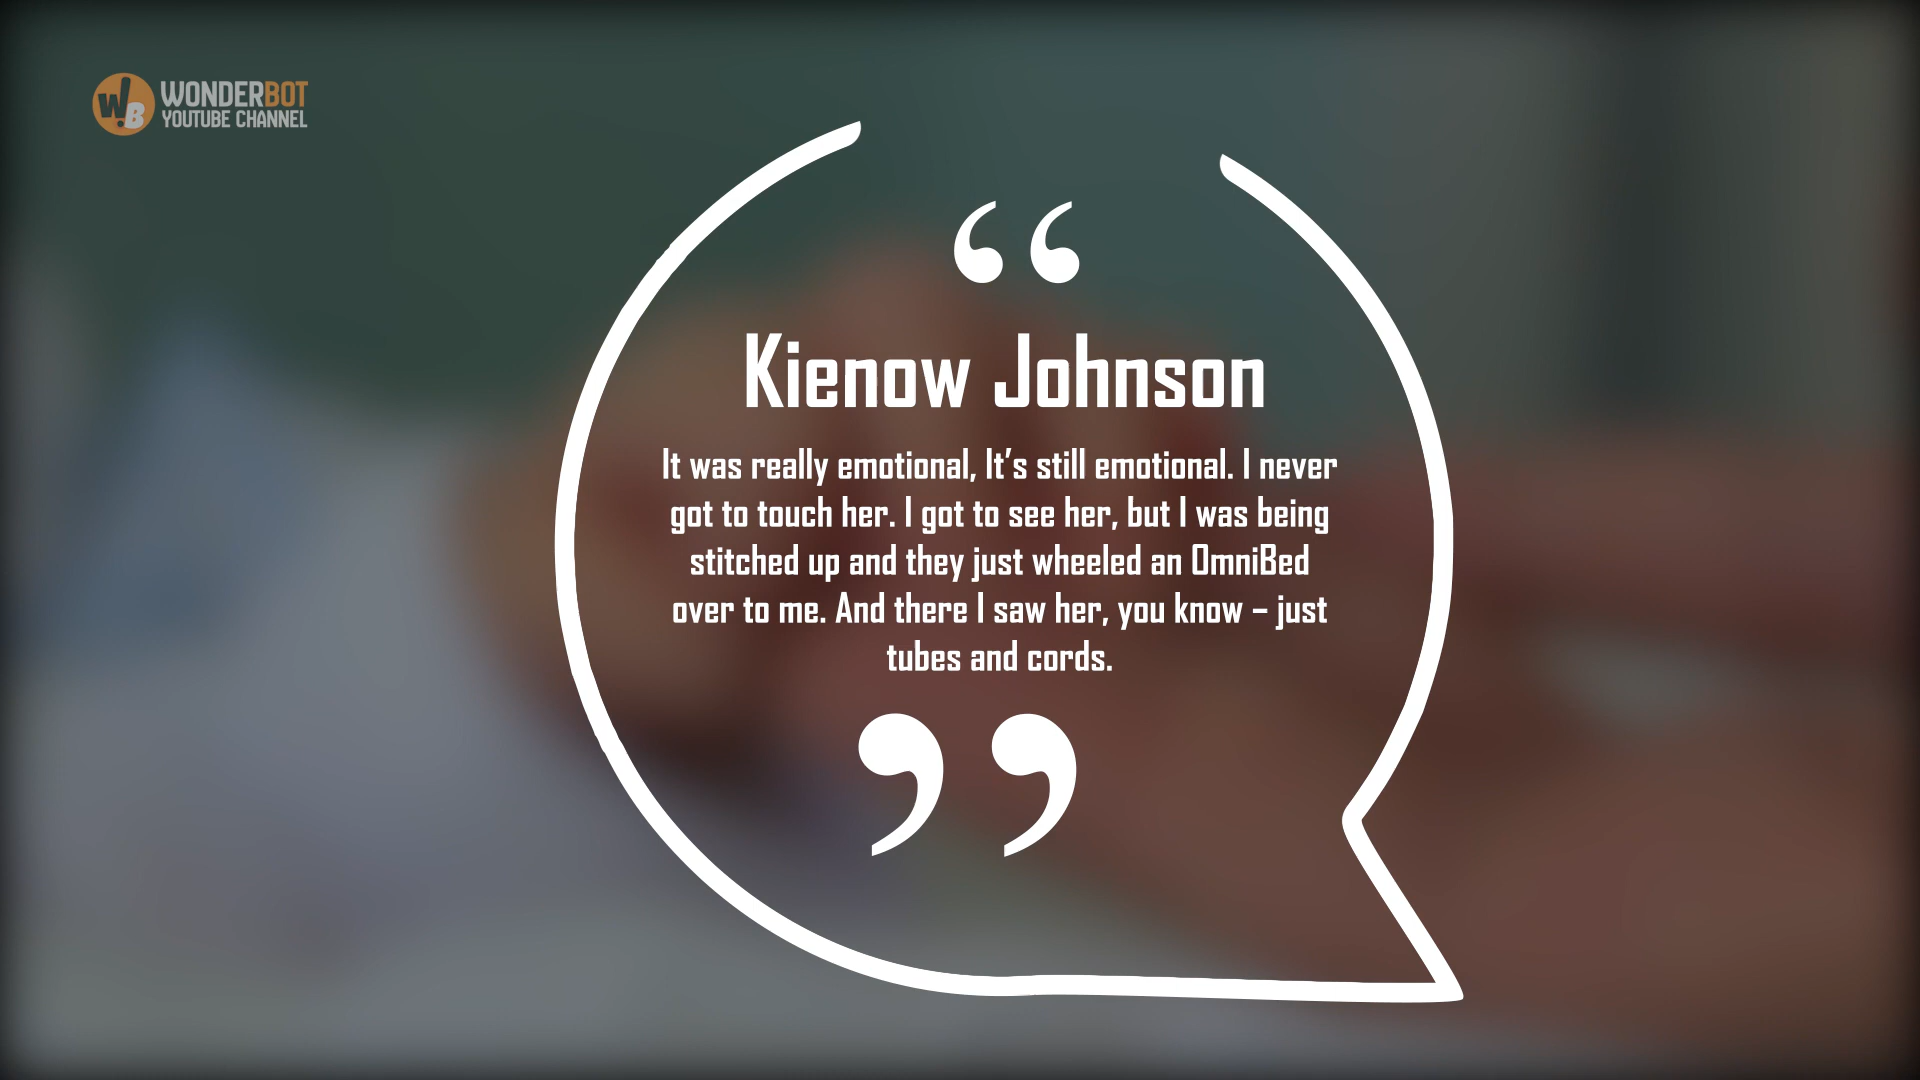 WONDERBOT
YOUTUBE CHANNEL
“
Kienow Johnson
It was really emotional, It’s still emotional. I never
got to touch her. I got to see her, but I was being
stitched up and they just wheeled an OmniBed
over to me. And there I saw her, you know – just
tubes and cords.
”